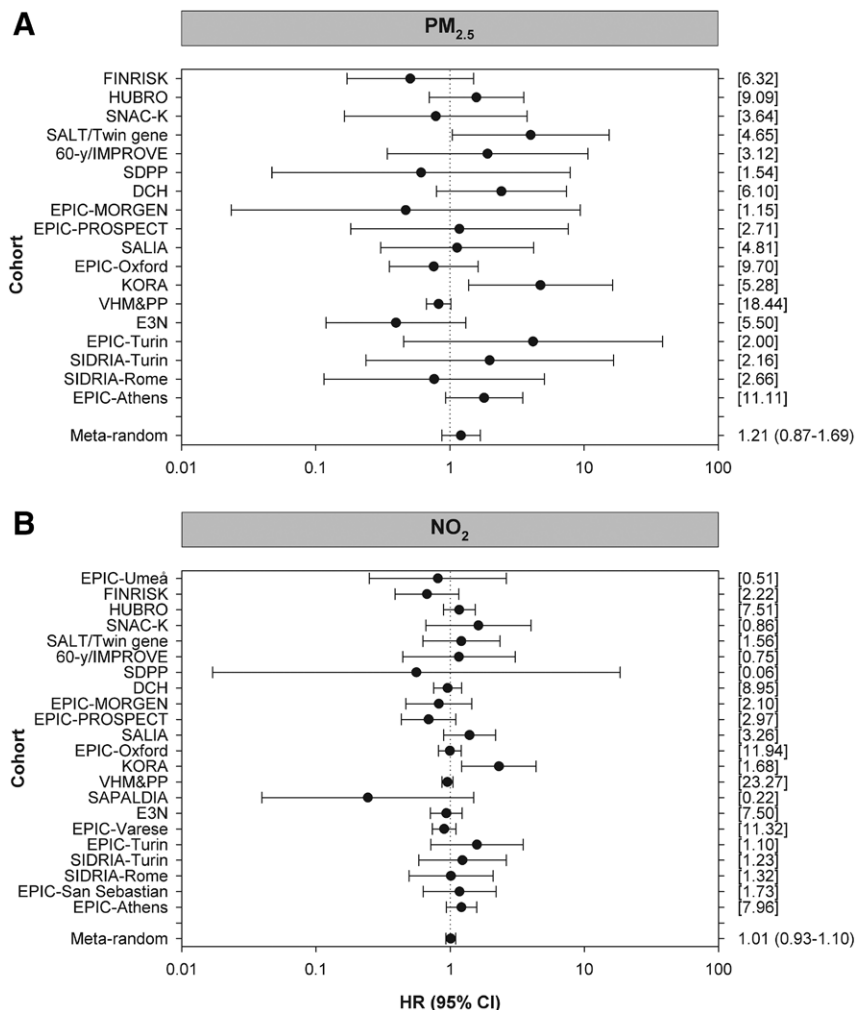 A
PM2.5
FINRISK [6.32]
HUBRO [9.09]
SNAC-K [3.64]
SALT/Twin gene [4.65]
60-y/IMPROVE [3.12]
SDPP [1.54]
DCH [6.10]
EPIC-MORGEN [1.15]
EPIC-PROSPECT [2.71]
SALIA [4.81]
EPIC-Oxford [9.70]
KORA [5.28]
VHM&PP [18.44]
E3N [5.50]
EPIC-Turin [2.00]
SIDRIA-Turin [2.16]
SIDRIA-Rome [2.66]
EPIC-Athens [11.11]
Meta-random 1.21 (0.87-1.69)
Cohort
0.01 0.1 1 10 100
B
NO2
EPIC-Umeå [0.51]
FINRISK [2.22]
HUBRO [7.51]
SNAC-K [0.86]
SALT/Twin gene [1.56]
60-y/IMPROVE [0.75]
SDPP [0.06]
DCH [8.95]
EPIC-MORGEN [2.10]
EPIC-PROSPECT [2.97]
SALIA [3.26]
EPIC-Oxford [11.94]
KORA [1.68]
VHM&PP [23.27]
SAPALDIA [0.22]
E3N [7.50]
EPIC-Varese [11.32]
EPIC-Turin [1.10]
SIDRIA-Turin [1.23]
SIDRIA-Rome [1.32]
EPIC-San Sebastian [1.73]
EPIC-Athens [7.96]
Meta-random 1.01 (0.93-1.10)
Cohort
0.01 0.1 1 10 100
HR (95% CI)